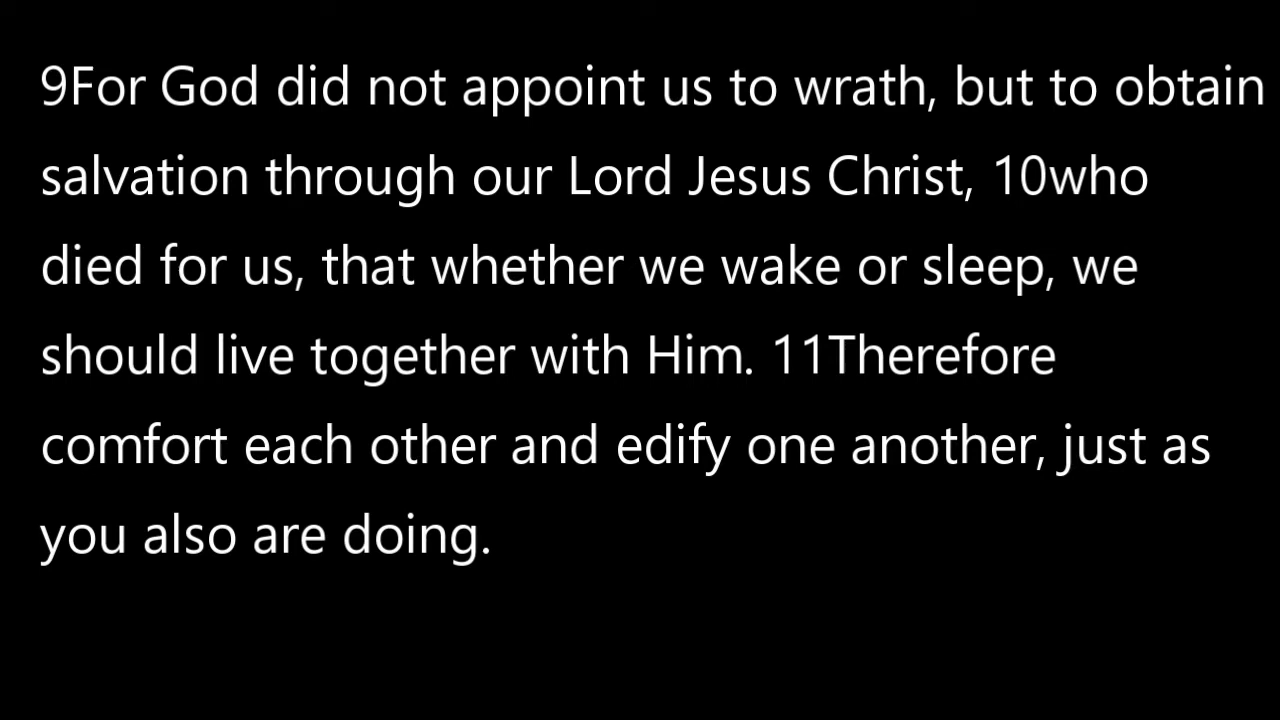 9For God did not appoint us to wrath, but to obtain
salvation through our Lord Jesus Christ, 10who
died for us, that whether we wake or sleep, we
should live together with Him. 11Therefore
comfort each other and edify one another, just as
you also are doing.